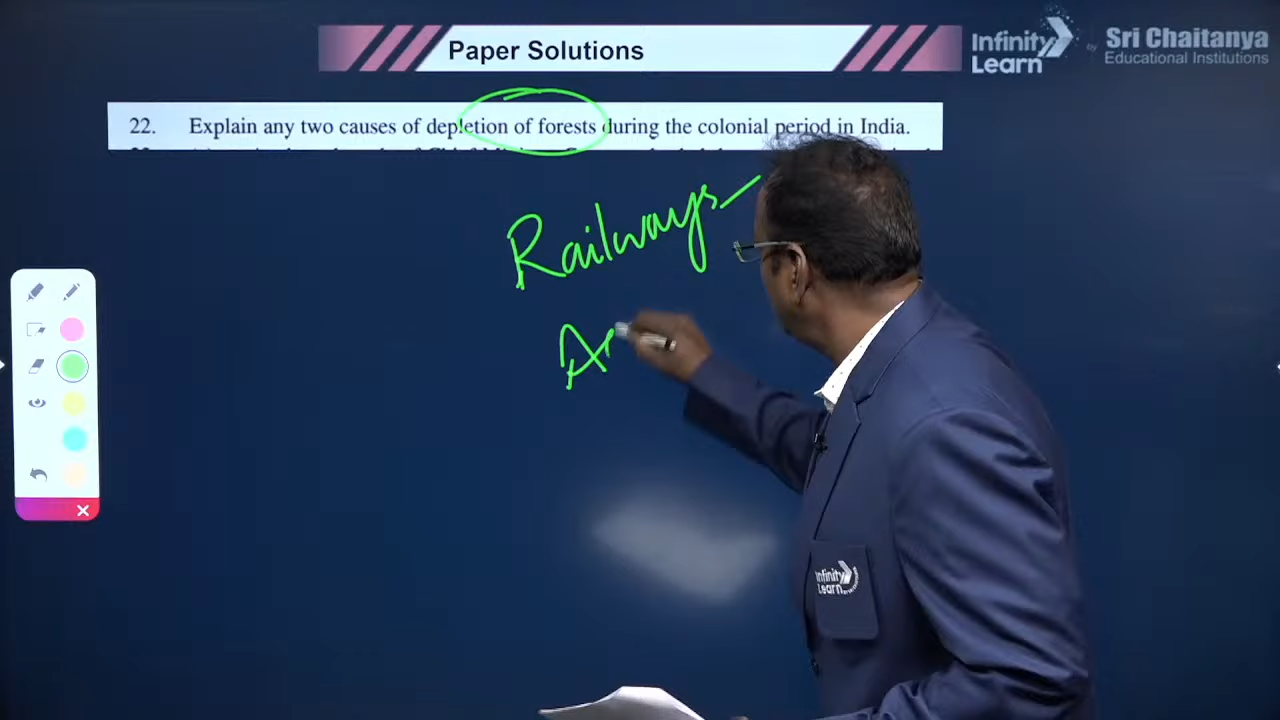 Paper Solutions
Infinity Learn
by Sri Chaitanya
Educational Institutions
22. Explain any two causes of depletion of forests during the colonial period in India.
Railways
Infinity Learn